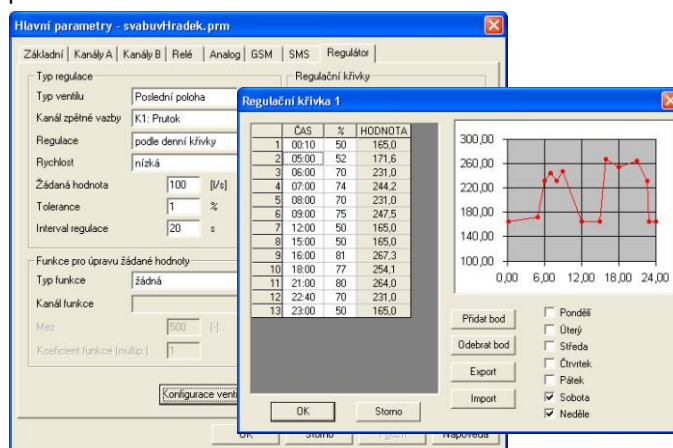 Hlavní parametry - svabuvHradek.prm
Základní Kanály A Kanály B Relé Analog GSM SMS Regulátor
Typ regulace
Typ ventilu Poslední poloha
Kanál zpětné vazby K1: Prutok
Regulace podle denní křivky
Rychlost nízká
Žádaná hodnota 100 [l/s]
Tolerance 1 %
Interval regulace 20 s
Funkce pro úpravu žádané hodnoty
Typ funkce žádná
Kanál funkce
Mez 500 [-]
Koeficient funkce (multip.) 1
Konfigurace venti
OK Storno Použít Nápověda
Regulační křivky
Regulační křivka 1
ČAS % HODNOTA
1 00:10 50 165,0
2 05:00 52 171,6
3 06:00 70 231,0
4 07:00 74 244,2
5 08:00 70 231,0
6 09:00 75 247,5
7 12:00 50 165,0
8 15:00 50 165,0
9 16:00 81 267,3
10 18:00 77 254,1
11 21:00 80 264,0
12 22:40 70 231,0
13 23:00 50 165,0
OK Storno
300,00
260,00
220,00
180,00
140,00
100,00
0,00 6,00 12,00 18,00 24,00
Přidat bod
Odebrat bod
Export
Import
Pondělí
Úterý
Středa
Čtvrtek
Pátek
Sobota
Neděle